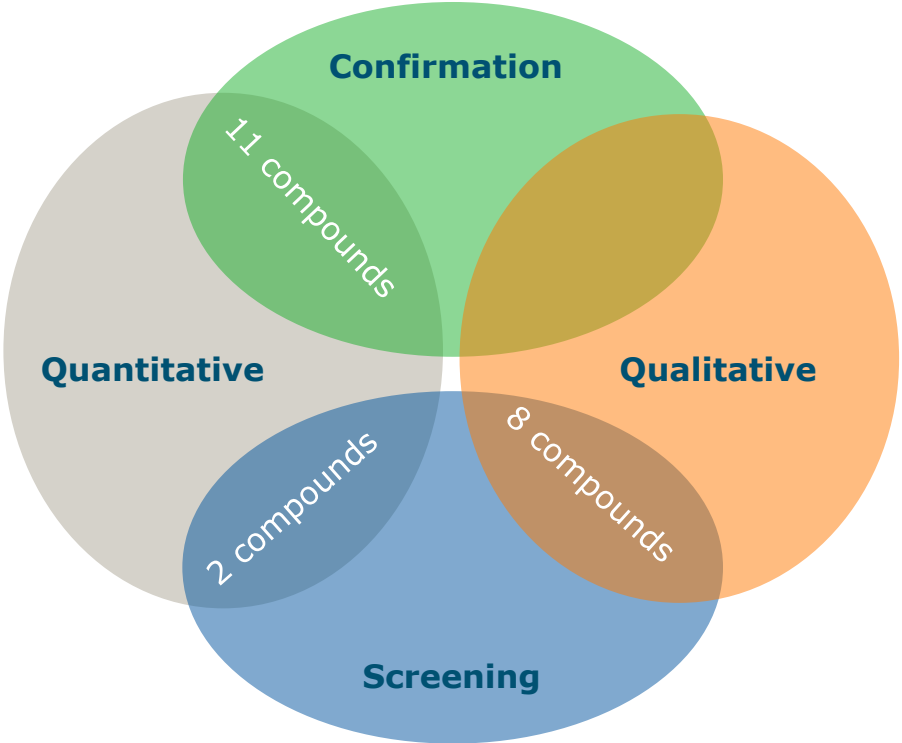 Confirmation
11 compounds
Quantitative
Qualitative
2 compounds
8 compounds
Screening